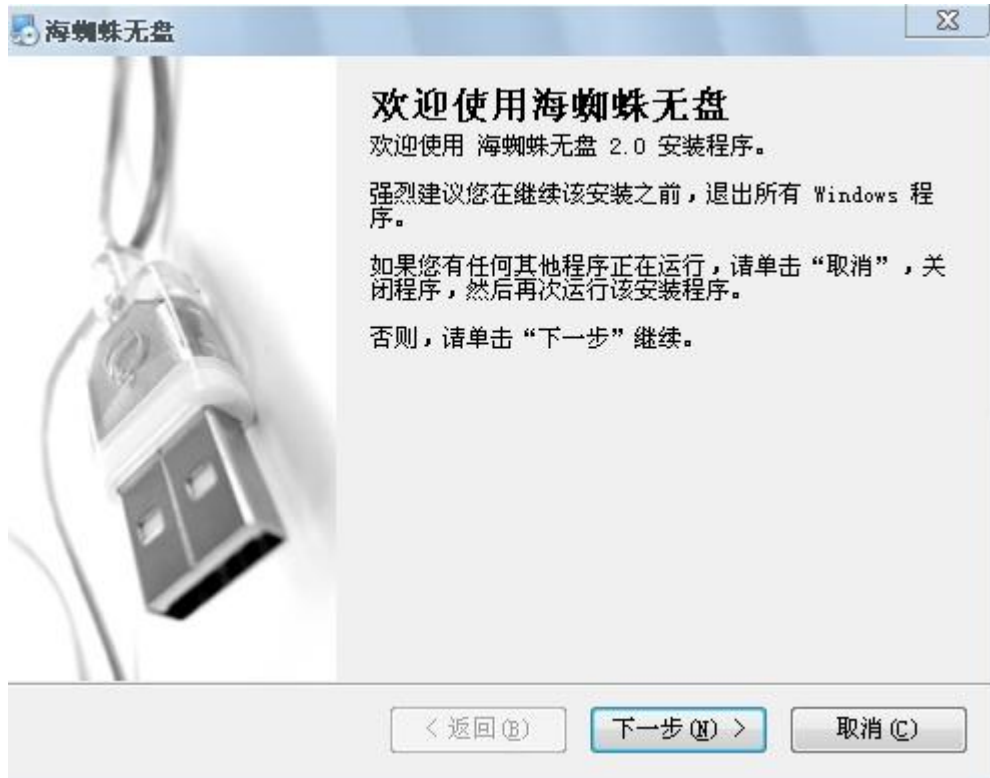 海蜘蛛无盘
欢迎使用海蜘蛛无盘
欢迎使用 海蜘蛛无盘 2.0 安装程序。
强烈建议您在继续该安装之前，退出所有 Windows 程
序。
如果您有任何其他程序正在运行，请单击“取消”，关
闭程序，然后再次运行该安装程序。
否则，请单击“下一步”继续。
< 返回(B)
下一步(N) >
取消(C)